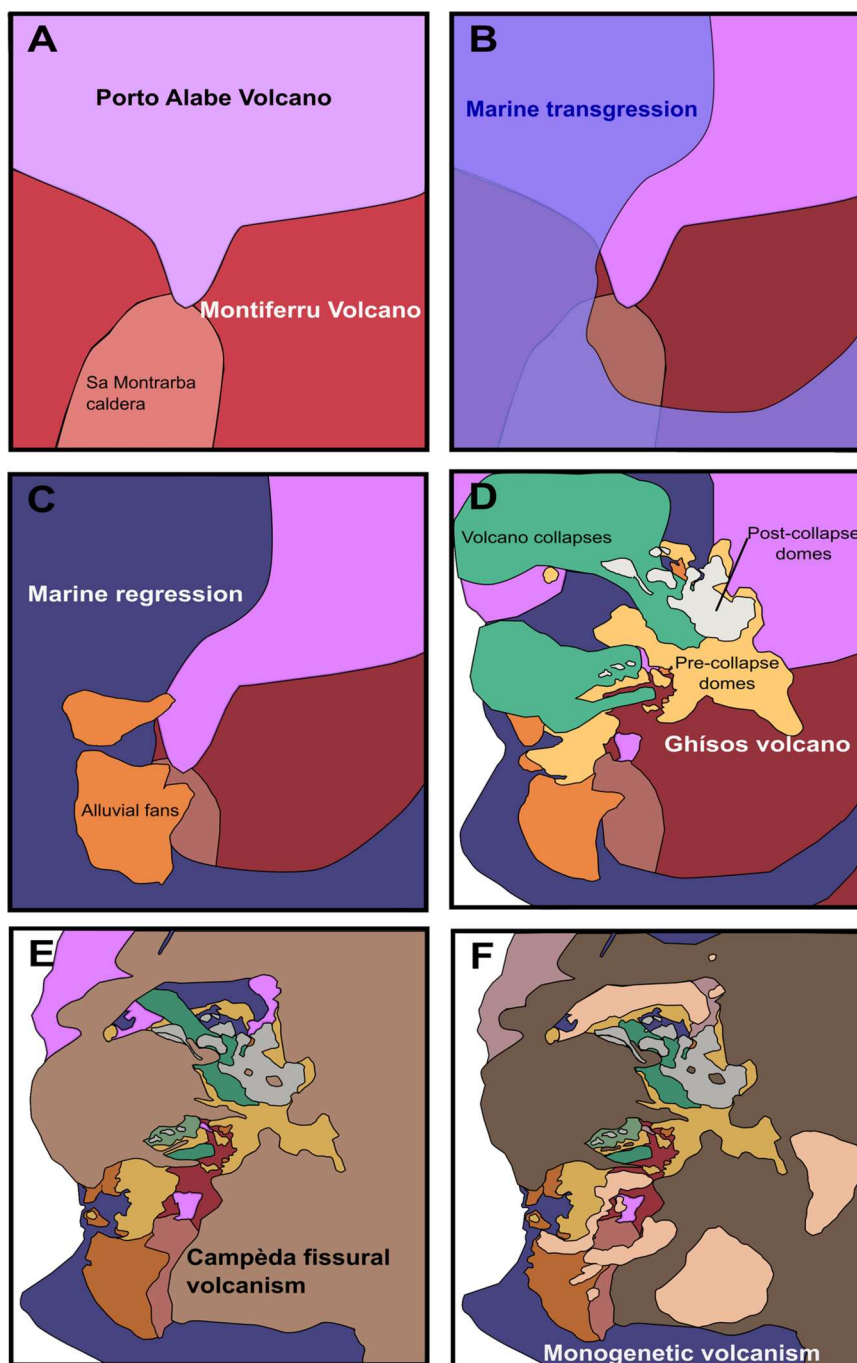 A
Porto Alabe Volcano
Montiferru Volcano
Sa Montrarba
caldera
B
Marine transgression
C
Marine regression
Alluvial fans
D
Volcano collapses
Post-collapse
domes
Pre-collapse
domes
Ghísos volcano
E
Campèda fissural
volcanism
F
Monogenetic volcanism